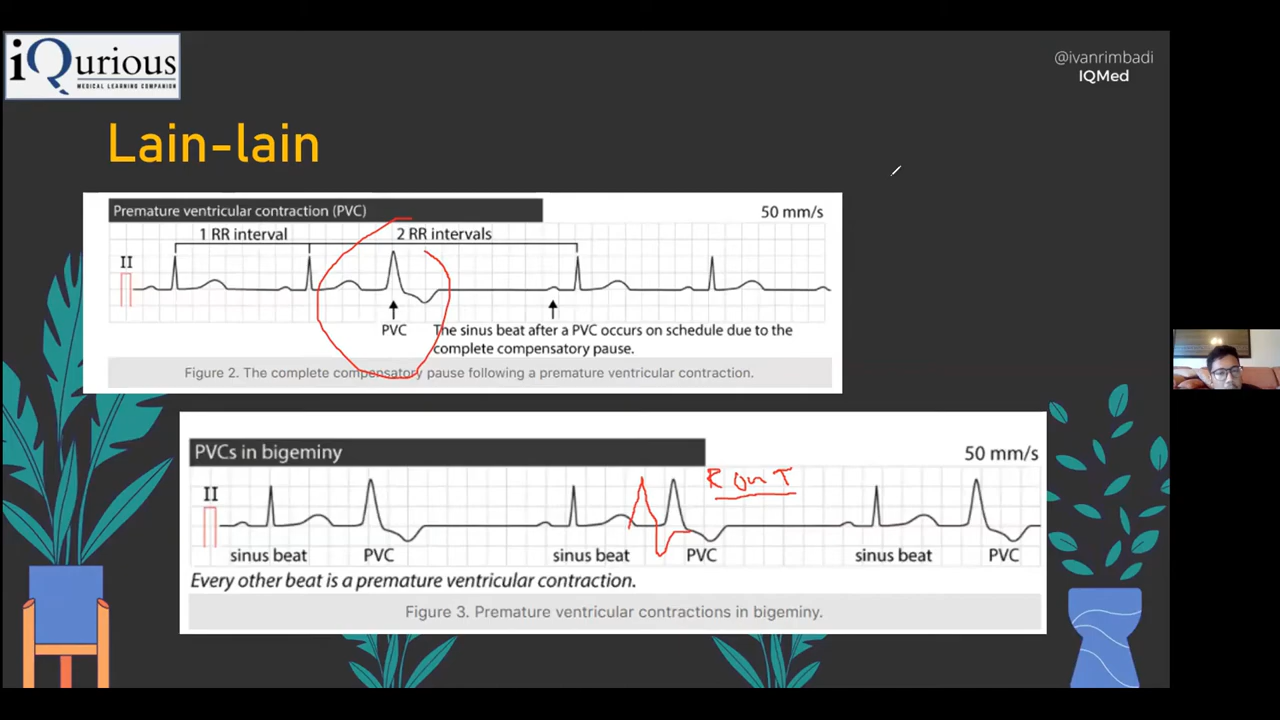 iQurious
MEDICAL LEARNING COMPANION
@ivanrimbadi
IQMed
Lain-lain
Premature ventricular contraction (PVC)
50 mm/s
1 RR interval
2 RR intervals
II
PVC
The sinus beat after a PVC occurs on schedule due to the
complete compensatory pause.
Figure 2. The complete compensatory pause following a premature ventricular contraction.
PVCs in bigeminy
50 mm/s
R on T
II
sinus beat
PVC
sinus beat
PVC
sinus beat
PVC
Every other beat is a premature ventricular contraction.
Figure 3. Premature ventricular contractions in bigeminy.